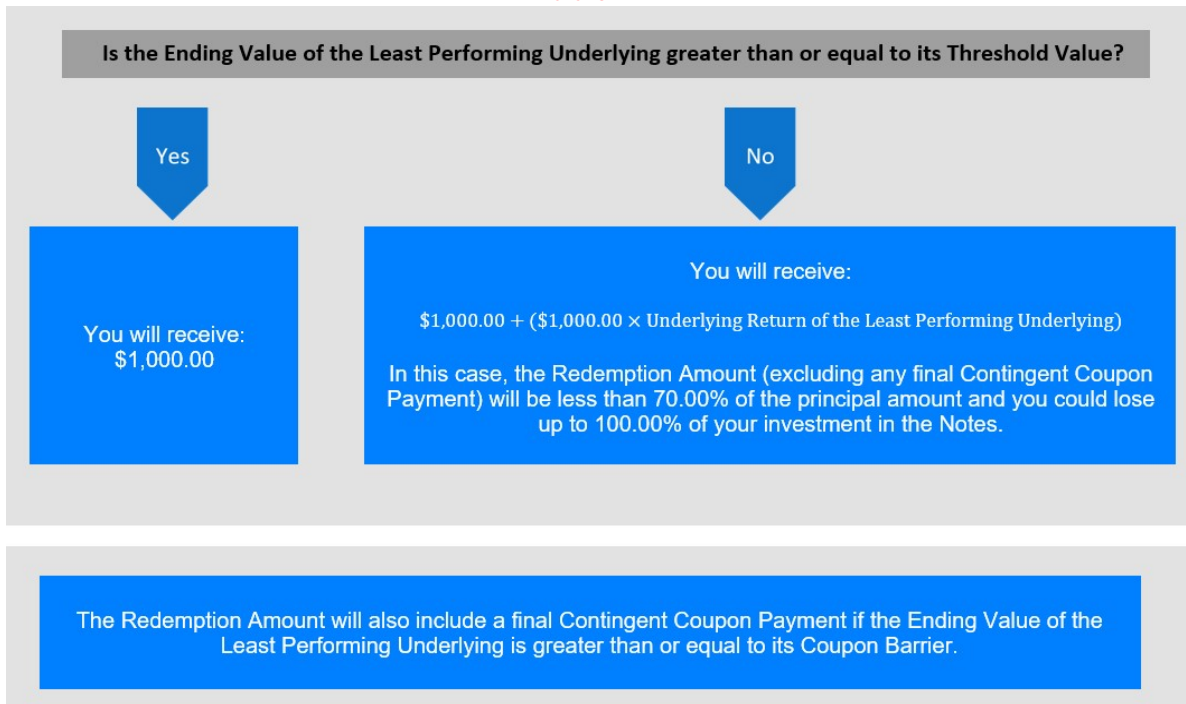 Is the Ending Value of the Least Performing Underlying greater than or equal to its Threshold Value?
Yes
No
You will receive:
$1,000.00
You will receive:
$1,000.00 + ($1,000.00 × Underlying Return of the Least Performing Underlying)
In this case, the Redemption Amount (excluding any final Contingent Coupon
Payment) will be less than 70.00% of the principal amount and you could lose
up to 100.00% of your investment in the Notes.
The Redemption Amount will also include a final Contingent Coupon Payment if the Ending Value of the
Least Performing Underlying is greater than or equal to its Coupon Barrier.